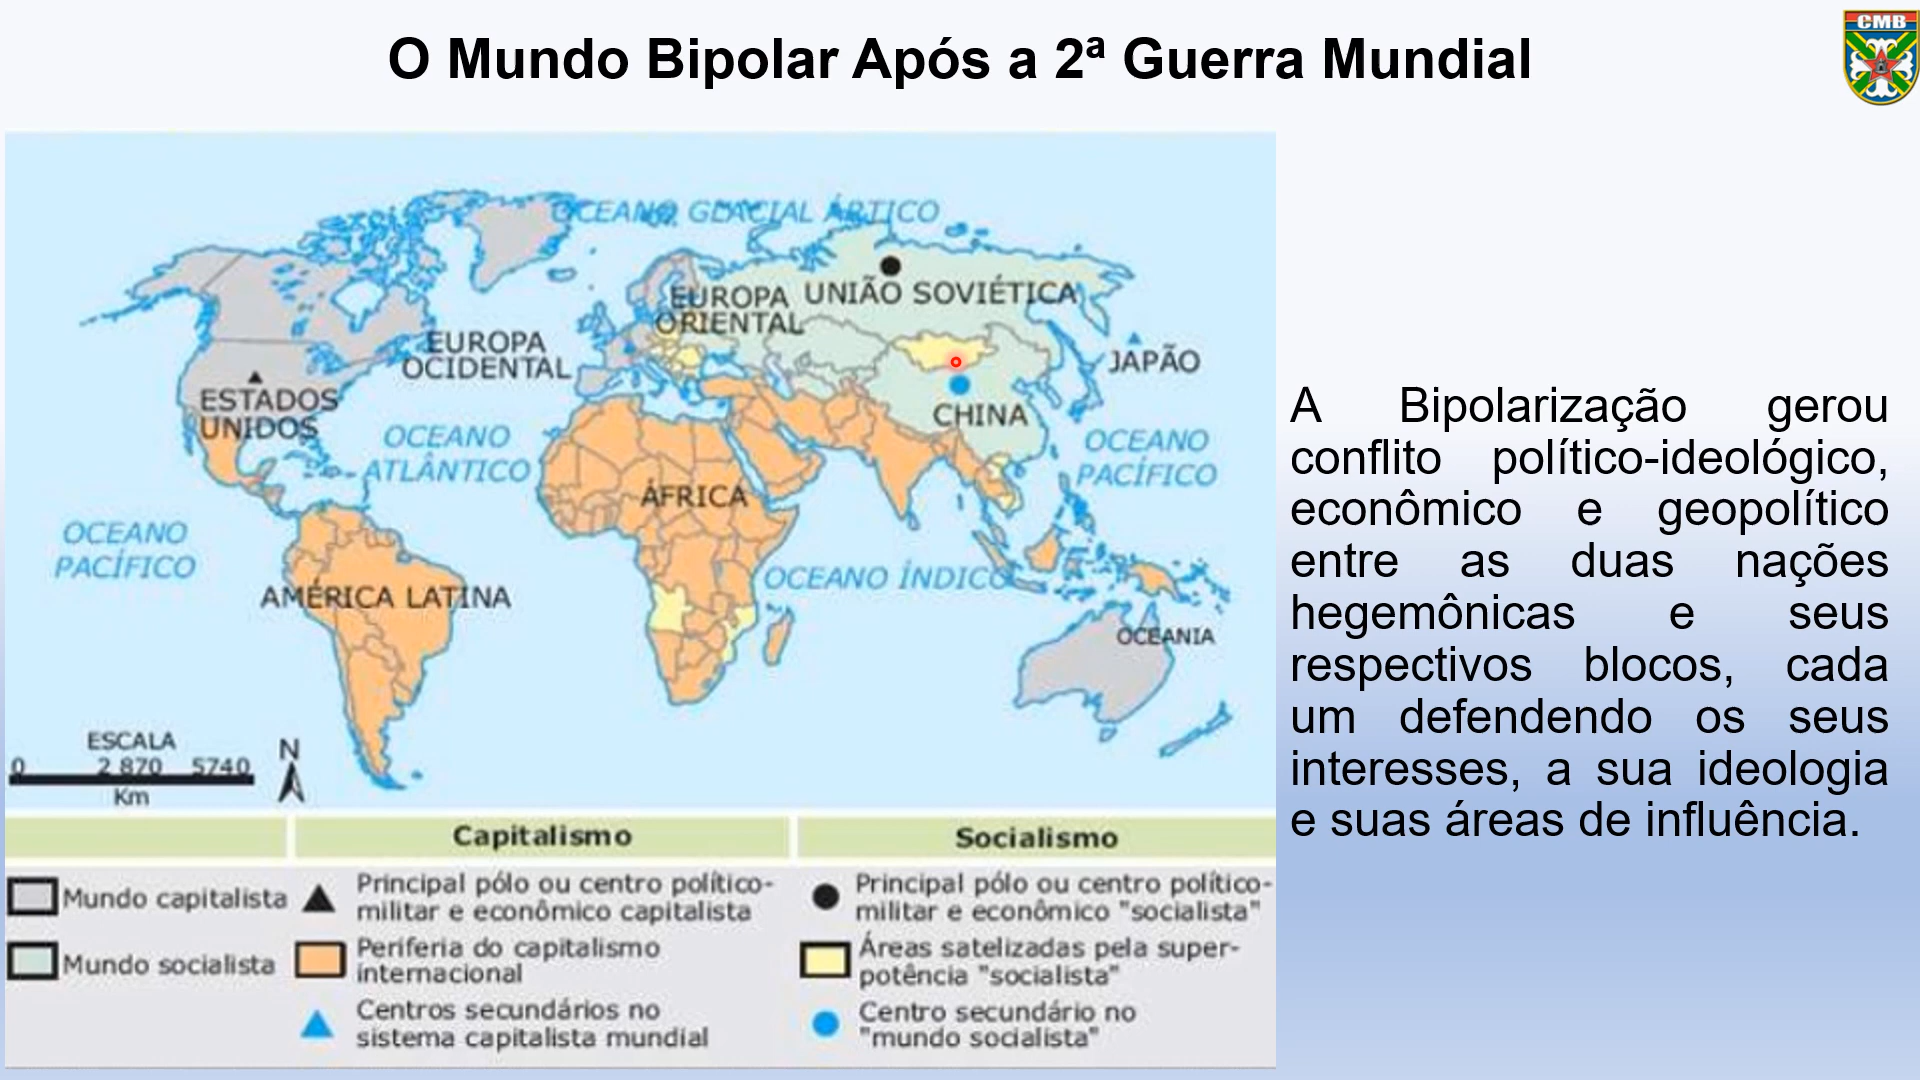 O Mundo Bipolar Após a 2ª Guerra Mundial
CMB
OCEANO GLACIAL ÁRTICO
EUROPA
ORIENTAL
UNIÃO SOVIÉTICA
EUROPA
OCIDENTAL
JAPÃO
ESTADOS
UNIDOS
CHINA
OCEANO
ATLÂNTICO
OCEANO
PACÍFICO
ÁFRICA
OCEANO
PACÍFICO
OCEANO ÍNDICO
AMÉRICA LATINA
OCEANIA
ESCALA
0 2 870 5740
Km
N
A Bipolarização gerou
conflito político-ideológico,
econômico e geopolítico
entre as duas nações
hegemônicas e seus
respectivos blocos, cada
um defendendo os seus
interesses, a sua ideologia
e suas áreas de influência.
Capitalismo
Socialismo
Mundo capitalista
Mundo socialista
Principal pólo ou centro político-
militar e econômico capitalista
Periferia do capitalismo
internacional
Centros secundários no
sistema capitalista mundial
Principal pólo ou centro político-
militar e econômico "socialista"
Áreas satelizadas pela super-
potência "socialista"
Centro secundário no
"mundo socialista"